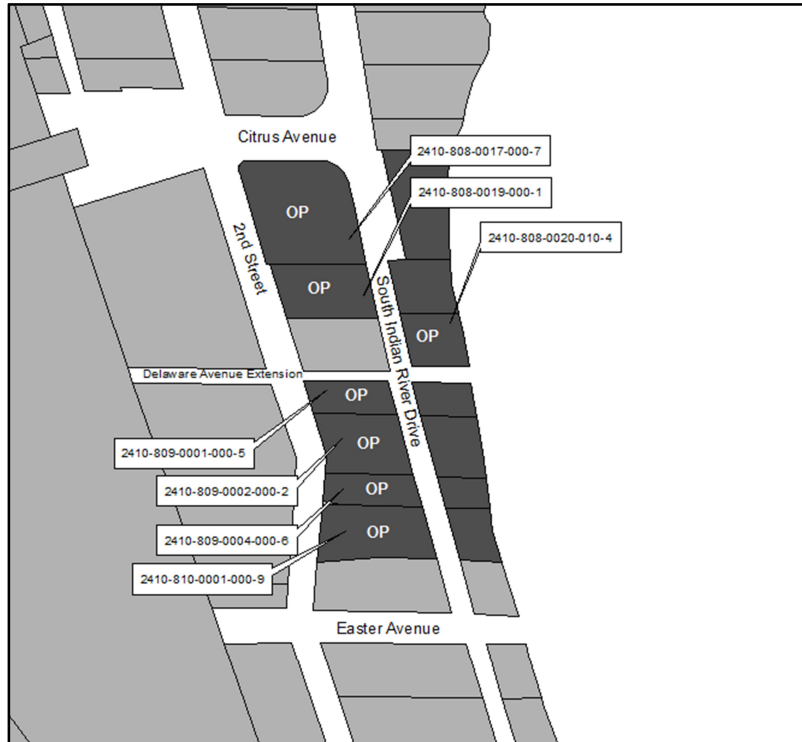 Citrus Avenue
2410-808-0017-000-7
2410-808-0019-000-1
OP
2410-808-0020-010-4
2nd Street
OP
South Indian River Drive
OP
Delaware Avenue Extension
OP
2410-809-0001-000-5
OP
2410-809-0002-000-2
OP
2410-809-0004-000-6
OP
2410-810-0001-000-9
Easter Avenue